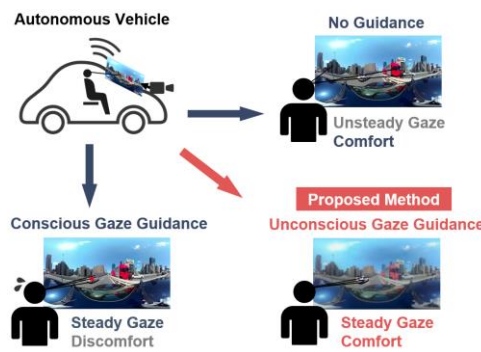 Autonomous Vehicle
No Guidance
Unsteady Gaze
Comfort
Conscious Gaze Guidance
Steady Gaze
Discomfort
Proposed Method
Unconscious Gaze Guidance
Steady Gaze
Comfort